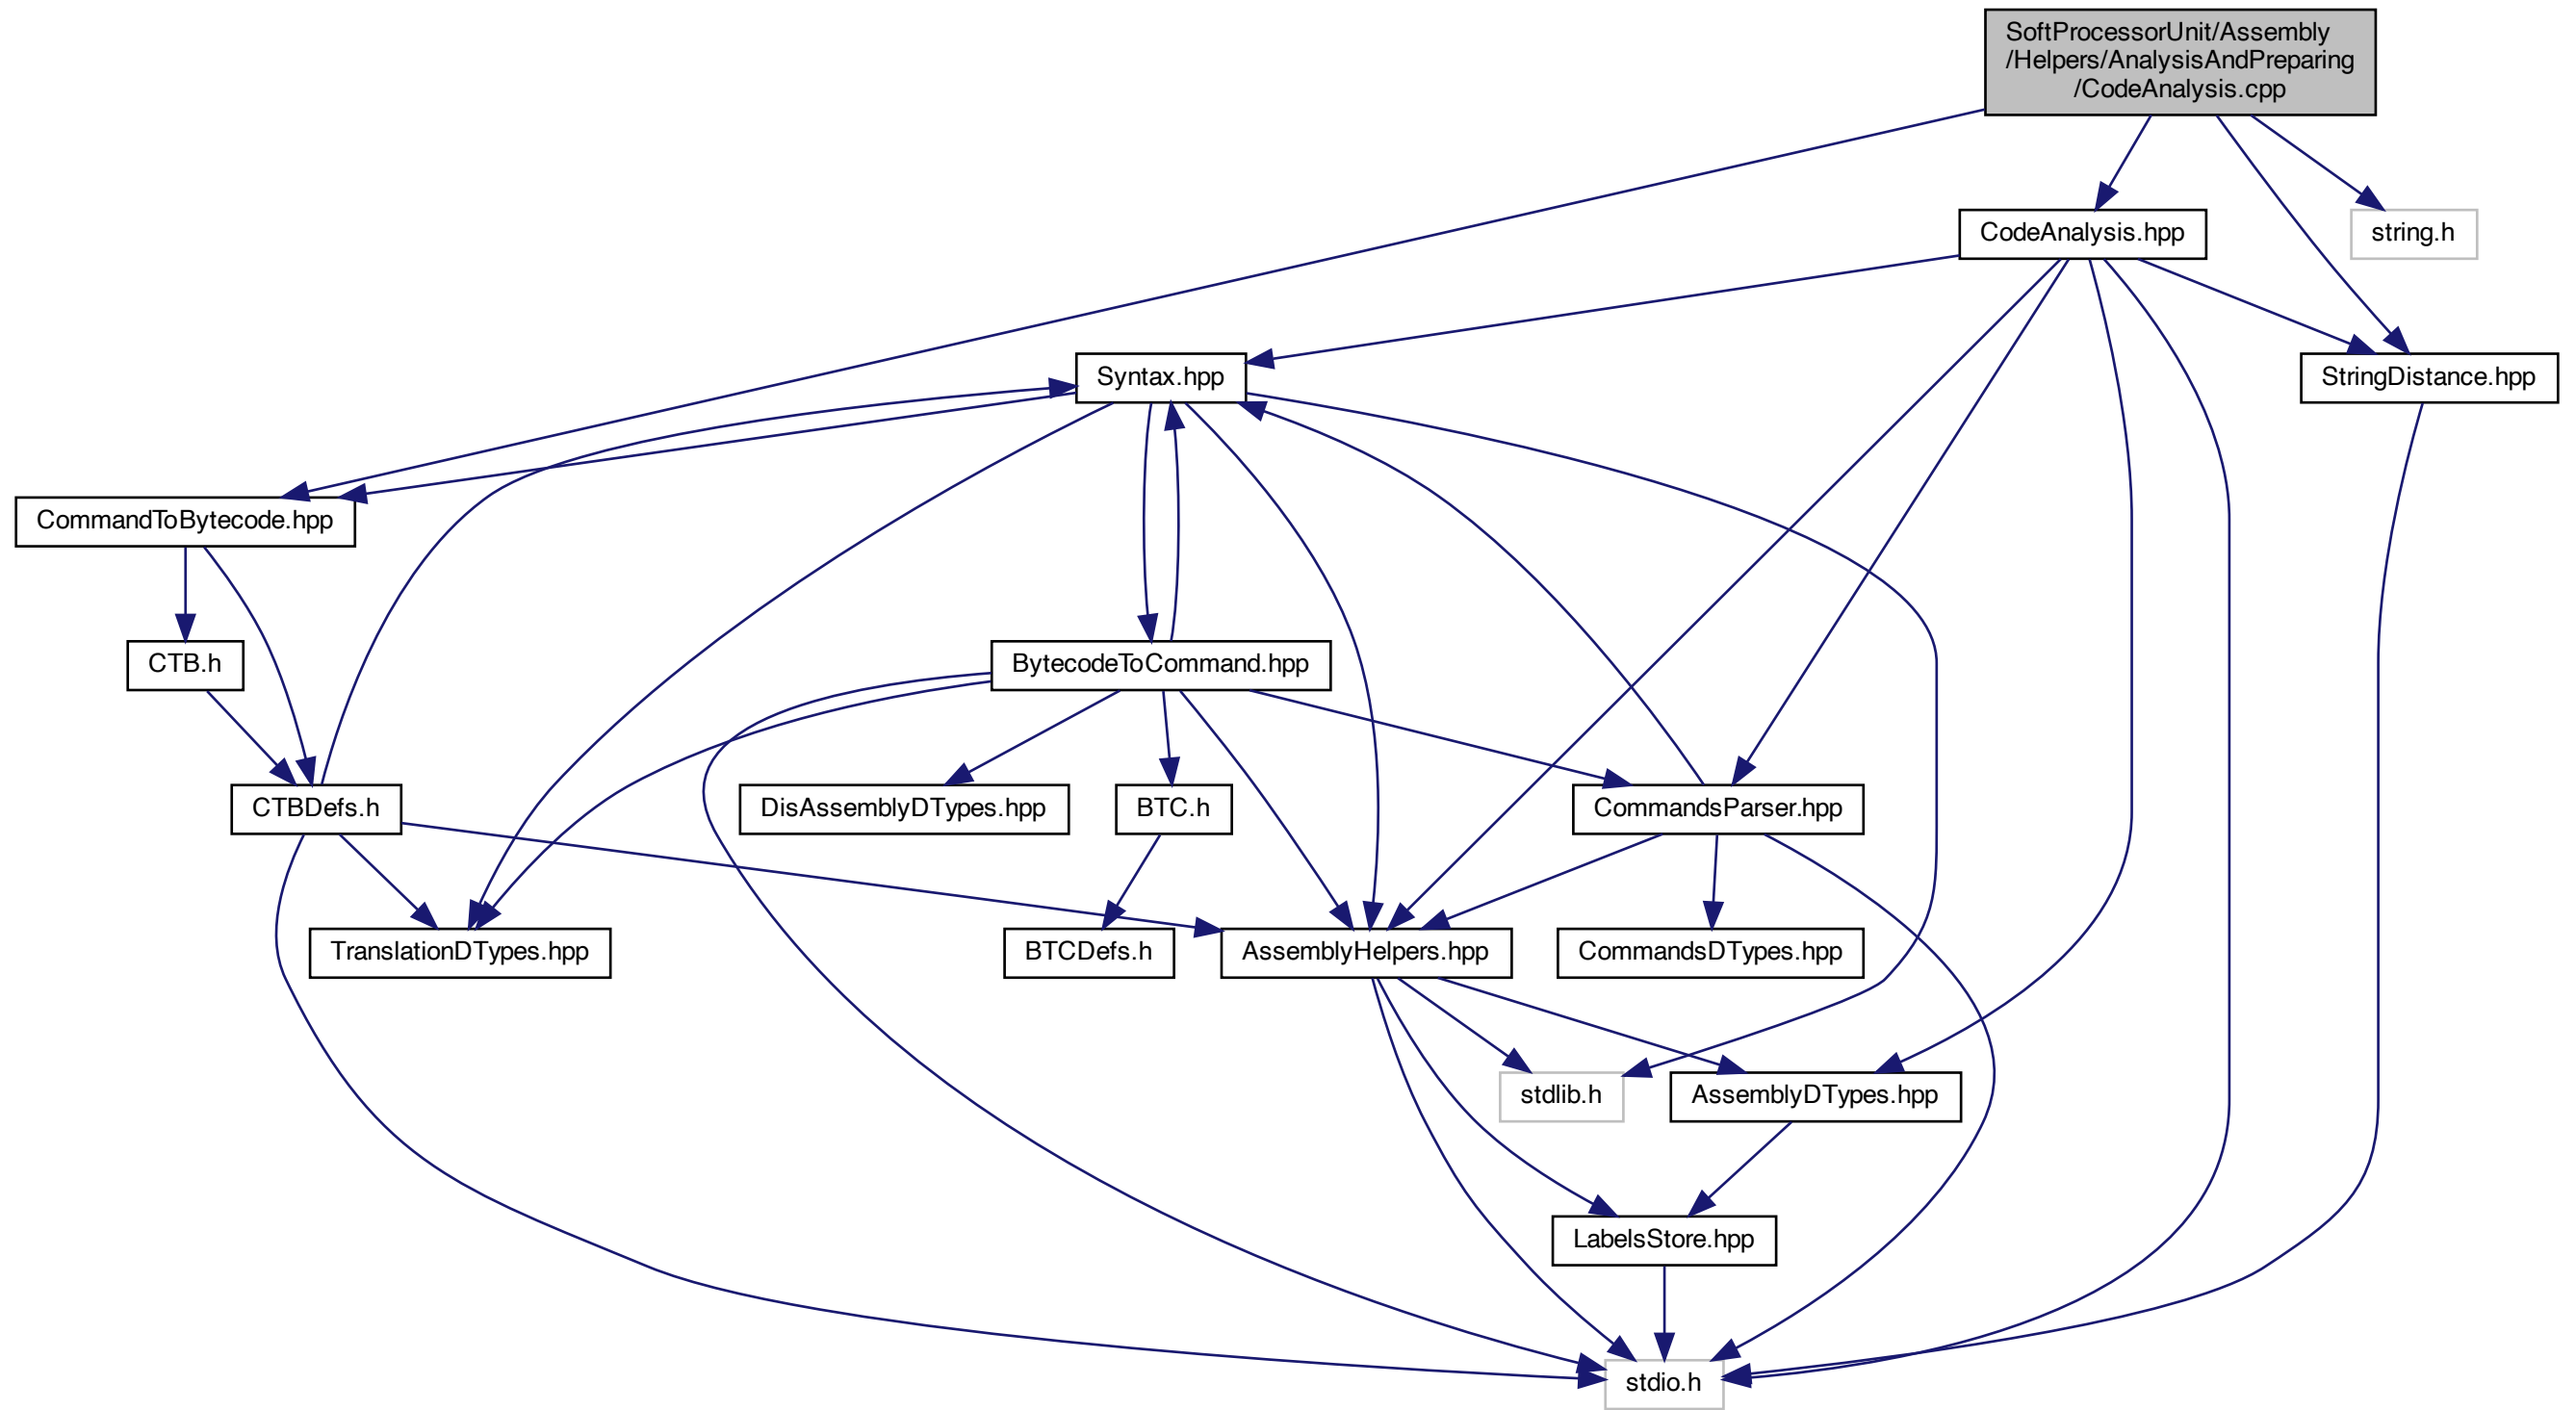 SoftProcessorUnit/Assembly
/Helpers/AnalysisAndPreparing
/CodeAnalysis.cpp
CodeAnalysis.hpp
string.h
Syntax.hpp
StringDistance.hpp
CommandToBytecode.hpp
CTB.h
BytecodeToCommand.hpp
CTBDefs.h
DisAssemblyDTypes.hpp
BTC.h
CommandsParser.hpp
TranslationDTypes.hpp
BTCDefs.h
AssemblyHelpers.hpp
CommandsDTypes.hpp
stdlib.h
AssemblyDTypes.hpp
LabelsStore.hpp
stdio.h